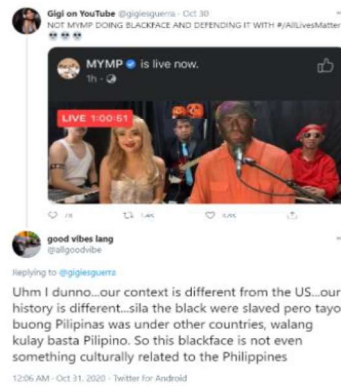 Gigi on YouTube @gigiesguerra · Oct 30
NOT MYMP DOING BLACKFACE AND DEFENDING IT WITH #/AllLivesMatter
MYMP is live now.
1h ·
LIVE 1:00:51
good vibes lang
@allgoodvibe
Replying to @gigiesguerra
Uhm I dunno...our context is different from the US...our
history is different...sila the black were slaved pero tayo
buong Pilipinas was under other countries, walang
kulay basta Pilipino. So this blackface is not even
something culturally related to the Philippines
12:06 AM · Oct 31, 2020 · Twitter for Android